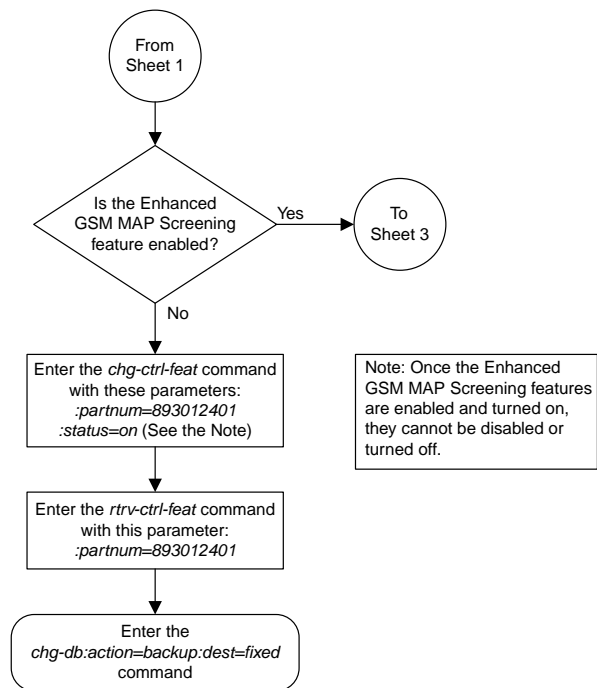 From
Sheet 1
Is the Enhanced
GSM MAP Screening
feature enabled?
Yes
To
Sheet 3
No
Enter the chg-ctrl-feat command
with these parameters:
:partnum=893012401
:status=on (See the Note)
Note: Once the Enhanced
GSM MAP Screening features
are enabled and turned on,
they cannot be disabled or
turned off.
Enter the rtrv-ctrl-feat command
with this parameter:
:partnum=893012401
Enter the
chg-db:action=backup:dest=fixed
command